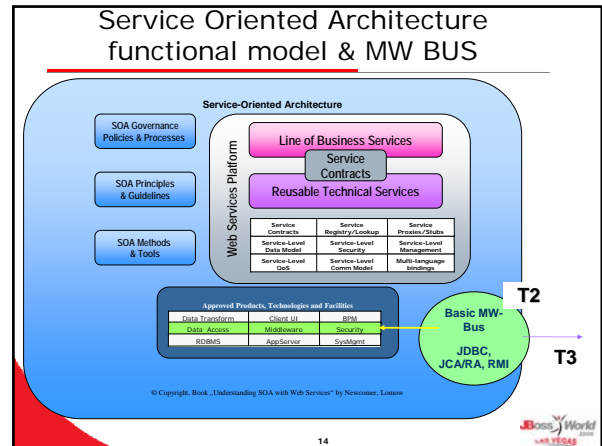 Service Oriented Architecture
functional model & MW BUS
Service-Oriented Architecture
SOA Governance
Policies & Processes
SOA Principles
& Guidelines
SOA Methods
& Tools
Web Services Platform
Line of Business Services
Service
Contracts
Reusable Technical Services
Service Contracts
Service Registry/Lookup
Service Proxies/Stubs
Service-Level Data Model
Service-Level Security
Service-Level Management
Service-Level QoS
Service-Level Comm Model
Multi-language bindings
Approved Products, Technologies and Facilities
Data Transform Client UI BPM
Data Access Middleware Security
RDBMS AppServer SysMgmt
Basic MW-
Bus
JDBC,
JCA/RA, RMI
T2
T3
© Copyright, Book „Understanding SOA with Web Services“ by Newcomer, Lomow
14
JBoss World
2006
LAS VEGAS